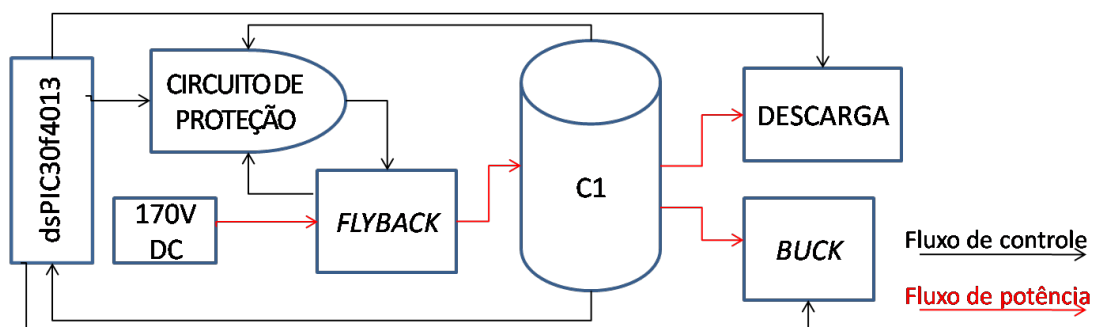 dsPIC30f4013
CIRCUITO DE
PROTEÇÃO
170V
DC
FLYBACK
C1
DESCARGA
BUCK
Fluxo de controle
Fluxo de potência